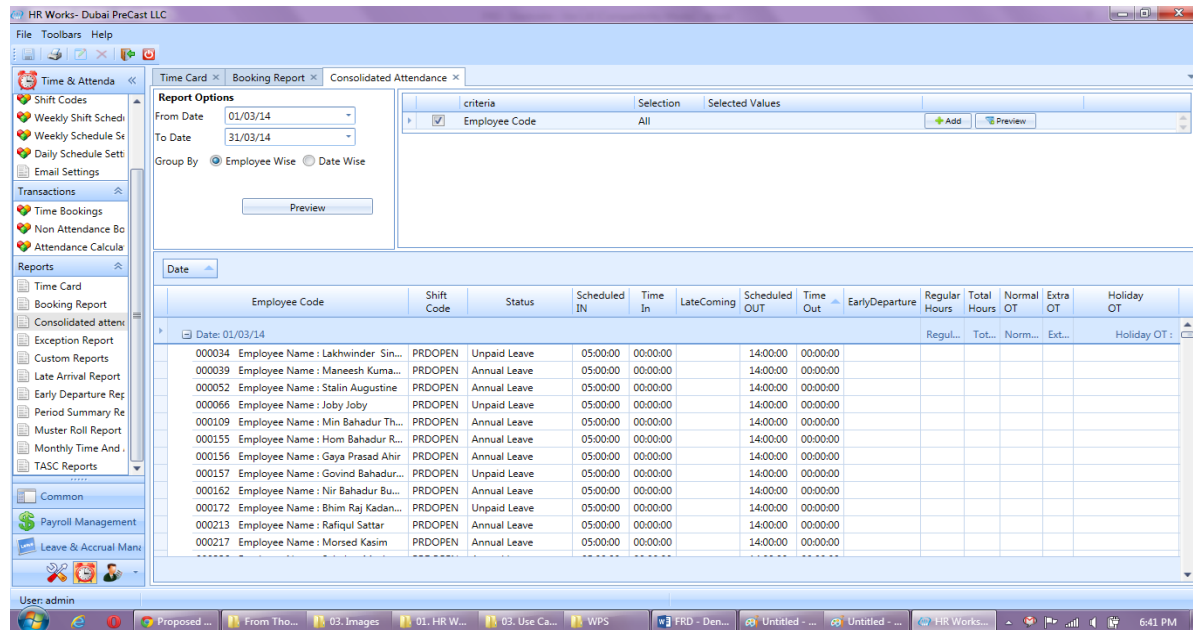 HR Works- Dubai PreCast LLC
File Toolbars Help
Time & Attenda
Shift Codes
Weekly Shift Schedu
Weekly Schedule Se
Daily Schedule Setti
Email Settings
Transactions
Time Bookings
Non Attendance Bo
Attendance Calcula
Reports
Time Card
Booking Report
Consolidated attend
Exception Report
Custom Reports
Late Arrival Report
Early Departure Rep
Period Summary Re
Muster Roll Report
Monthly Time And
TASC Reports
Common
Payroll Management
Leave & Accrual Mana
Time Card Booking Report Consolidated Attendance
Report Options
From Date 01/03/14
To Date 31/03/14
Group By Employee Wise Date Wise
Preview
criteria Selection Selected Values
Employee Code All Add Preview
Date
Employee Code Shift Code Status Scheduled IN Time In LateComing Scheduled OUT Time Out EarlyDeparture Regular Hours Total Hours Normal OT Extra OT Holiday OT
Date: 01/03/14 Regul... Tot... Norm... Ext... Holiday OT :
000034 Employee Name : Lakhwinder Sin... PRDOPEN Unpaid Leave 05:00:00 00:00:00 14:00:00 00:00:00
000039 Employee Name : Maneesh Kuma... PRDOPEN Annual Leave 05:00:00 00:00:00 14:00:00 00:00:00
000052 Employee Name : Stalin Augustine PRDOPEN Annual Leave 05:00:00 00:00:00 14:00:00 00:00:00
000066 Employee Name : Joby Joby PRDOPEN Unpaid Leave 05:00:00 00:00:00 14:00:00 00:00:00
000109 Employee Name : Min Bahadur Th... PRDOPEN Annual Leave 05:00:00 00:00:00 14:00:00 00:00:00
000155 Employee Name : Hom Bahadur R... PRDOPEN Annual Leave 05:00:00 00:00:00 14:00:00 00:00:00
000156 Employee Name : Gaya Prasad Ahir PRDOPEN Annual Leave 05:00:00 00:00:00 14:00:00 00:00:00
000157 Employee Name : Govind Bahadur... PRDOPEN Unpaid Leave 05:00:00 00:00:00 14:00:00 00:00:00
000162 Employee Name : Nir Bahadur Bu... PRDOPEN Annual Leave 05:00:00 00:00:00 14:00:00 00:00:00
000172 Employee Name : Bhim Raj Kadan... PRDOPEN Unpaid Leave 05:00:00 00:00:00 14:00:00 00:00:00
000213 Employee Name : Rafiqul Sattar PRDOPEN Annual Leave 05:00:00 00:00:00 14:00:00 00:00:00
000217 Employee Name : Morsed Kasim PRDOPEN Annual Leave 05:00:00 00:00:00 14:00:00 00:00:00
User: admin
Proposed ... From Tho... 03. Images 01. HR W... 03. Use Ca... WPS FRD - Den... Untitled - ... Untitled - ... HR Works... 6:41 PM